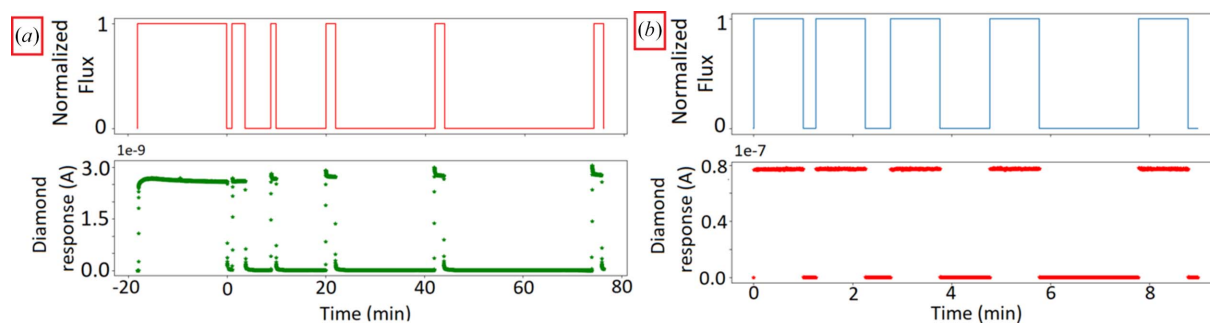 (a)
Normalized
Flux
1
0
1e-9
Diamond
response (A)
3.0
1.5
0.0
-20
0
20
40
60
80
Time (min)
(b)
Normalized
Flux
1
0
1e-7
Diamond
response (A)
0.8
0.4
0.0
0
2
4
6
8
Time (min)